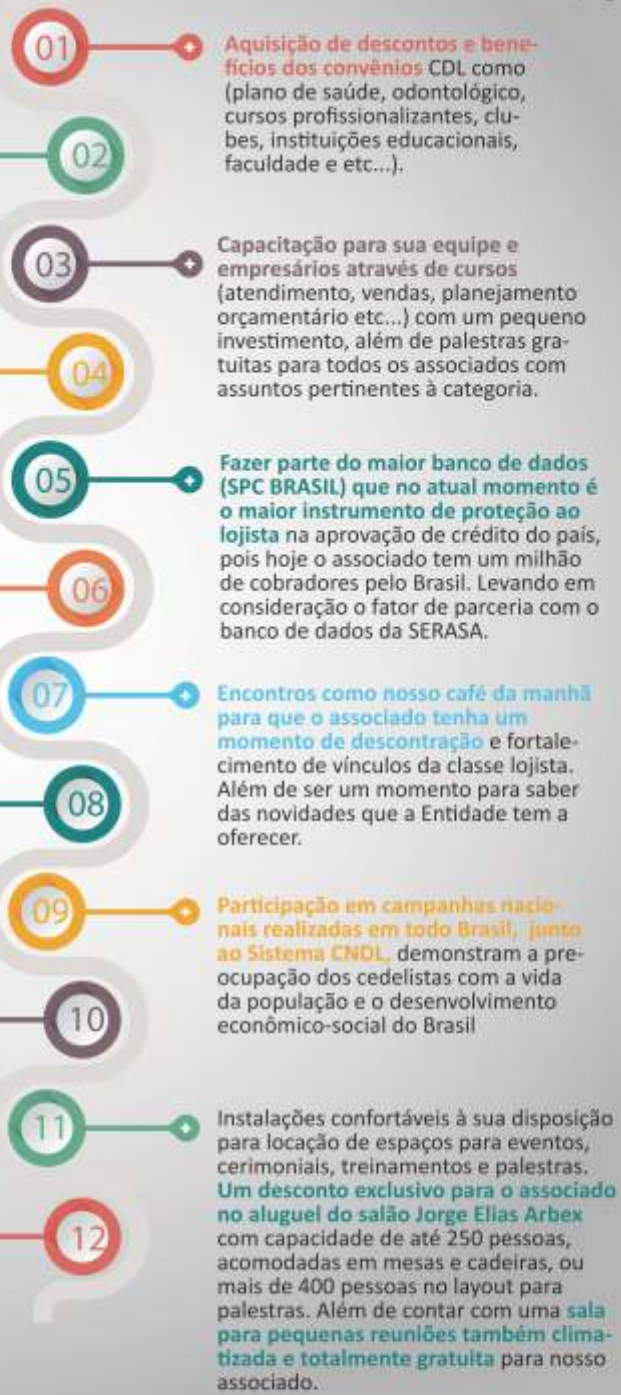 01
Aquisição de descontos e bene-
fícios dos convênios CDL como
(plano de saúde, odontológico,
cursos profissionalizantes, clu-
bes, instituições educacionais,
faculdade e etc...).
02
03
Capacitação para sua equipe e
empresários através de cursos
(atendimento, vendas, planejamento
orçamentário etc...) com um pequeno
investimento, além de palestras gra-
tuitas para todos os associados com
assuntos pertinentes à categoria.
04
05
Fazer parte do maior banco de dados
(SPC BRASIL) que no atual momento é
o maior instrumento de proteção ao
lojista na aprovação de crédito do país,
pois hoje o associado tem um milhão
de cobradores pelo Brasil. Levando em
consideração o fator de parceria com o
banco de dados da SERASA.
06
07
Encontros como nosso café da manhã
para que o associado tenha um
momento de descontração e fortale-
cimento de vínculos da classe lojista.
Além de ser um momento para saber
das novidades que a Entidade tem a
oferecer.
08
09
Participação em campanhas nacio-
nais realizadas em todo Brasil, junto
ao Sistema CNDL, demonstram a pre-
ocupação dos cedelistas com a vida
da população e o desenvolvimento
econômico-social do Brasil
10
11
Instalações confortáveis à sua disposição
para locação de espaços para eventos,
cerimoniais, treinamentos e palestras.
Um desconto exclusivo para o associado
no aluguel do salão Jorge Elias Arbex
com capacidade de até 250 pessoas,
acomodadas em mesas e cadeiras, ou
mais de 400 pessoas no layout para
palestras. Além de contar com uma sala
para pequenas reuniões também clima-
tizada e totalmente gratuita para nosso
associado.
12